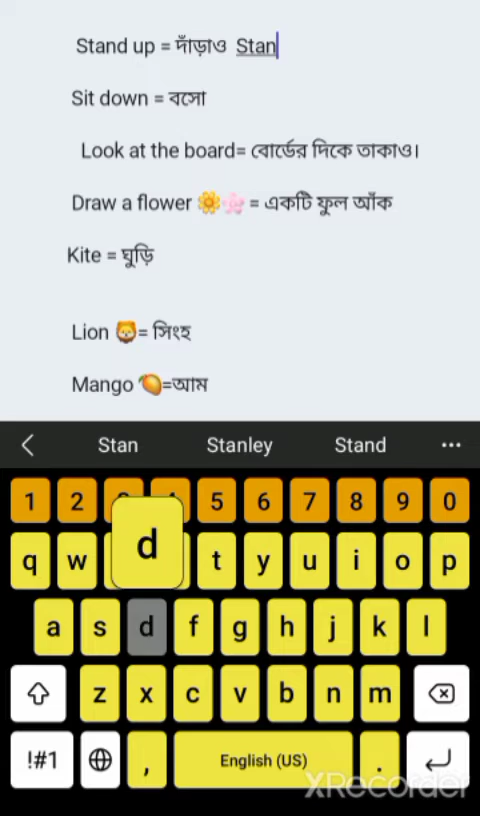 Stand up = দাঁড়াও Stan
Sit down = বসো
Look at the board= বোর্ডের দিকে তাকাও।
Draw a flower 🌼🌸 = একটি ফুল আঁক
Kite = ঘুড়ি
Lion 🦁= সিংহ
Mango 🥭=আম
Stan Stanley Stand ...
1 2 5 6 7 8 9 0
d
q w t y u i o p
a s d f g h j k l
z x c v b n m
!#1 , English (US) .
XRecorder